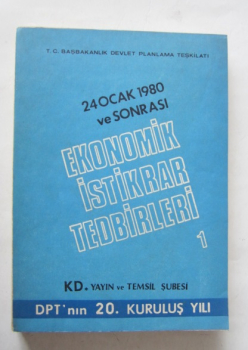 T.C. BAŞBAKANLIK DEVLET PLANLAMA TEŞKİLATI
24 OCAK 1980
ve SONRASI
EKONOMİK
İSTİKRAR
TEDBİRLERİ
1
KD. YAYIN ve TEMSİL ŞUBESİ
DPT'nın 20. KURULUŞ YILI